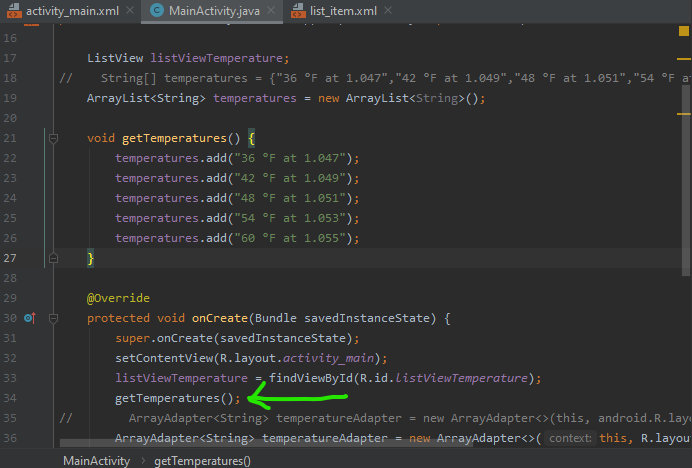 activity_main.xml MainActivity.java list_item.xml
16
17 ListView listViewTemperature;
18 // String[] temperatures = {"36 °F at 1.047","42 °F at 1.049","48 °F at 1.051","54 °F a
19 ArrayList<String> temperatures = new ArrayList<String>();
20
21 void getTemperatures() {
22 temperatures.add("36 °F at 1.047");
23 temperatures.add("42 °F at 1.049");
24 temperatures.add("48 °F at 1.051");
25 temperatures.add("54 °F at 1.053");
26 temperatures.add("60 °F at 1.055");
27 }
28
29 @Override
30 protected void onCreate(Bundle savedInstanceState) {
31 super.onCreate(savedInstanceState);
32 setContentView(R.layout.activity_main);
33 listViewTemperature = findViewById(R.id.listViewTemperature);
34 getTemperatures();
35 // ArrayAdapter<String> temperatureAdapter = new ArrayAdapter<>(this, android.R.layo
36 ArrayAdapter<String> temperatureAdapter = new ArrayAdapter<>( context: this, R.layou
MainActivity > getTemperatures()